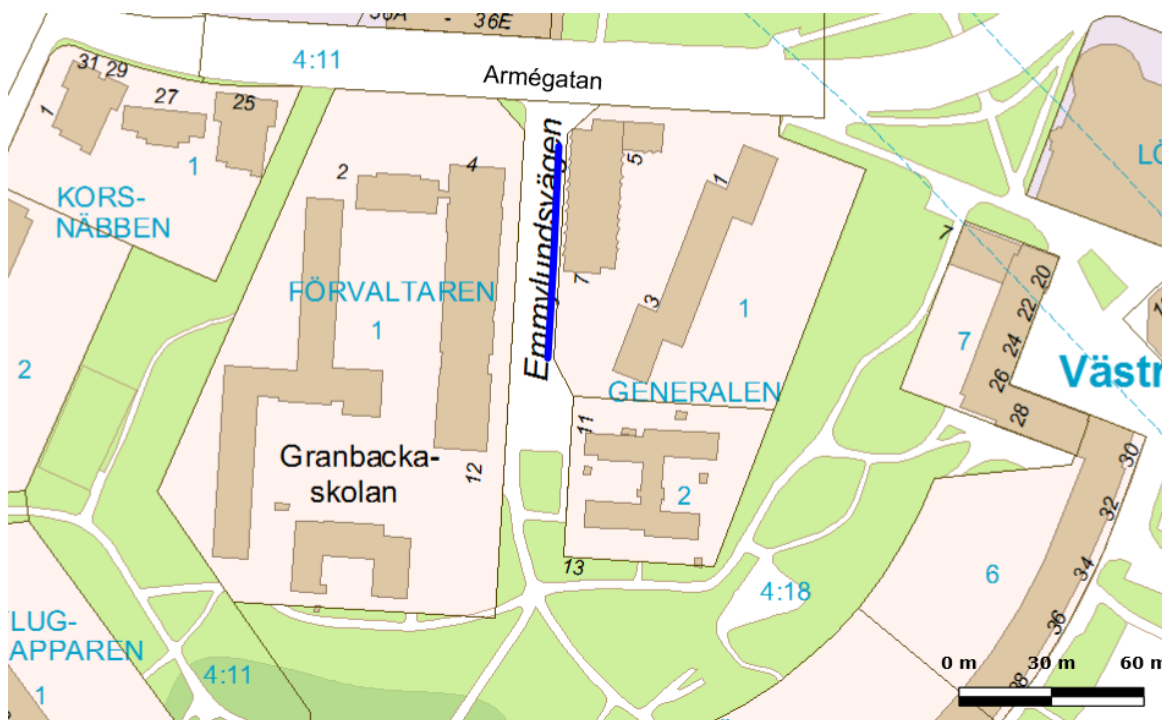 36A - 36E
4:11
Armégatan
31
29
27
25
1
1
KORS-
NÄBBEN
2
4
5
1
7
3
FÖRVALTAREN
1
Emmylundsvägen
1
GENERALEN
7
20
22
24
26
28
7
Västr
2
11
Granbacka-
skolan
12
2
13
30
32
34
36
6
4:18
LUG-
APPAREN
1
4:11
0 m 30 m 60 m